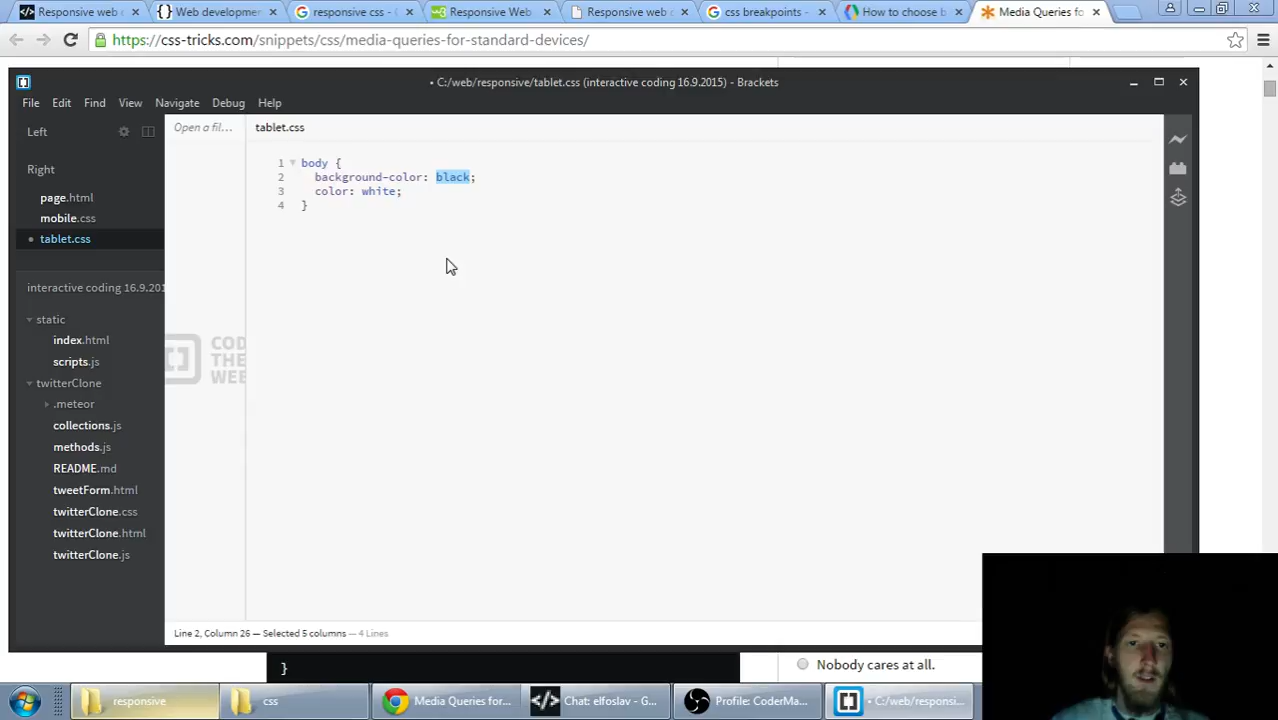 Responsive web d
Web developmen
responsive css - G
Responsive Web
Responsive web a
css breakpoints -
How to choose b
Media Queries fo
https://css-tricks.com/snippets/css/media-queries-for-standard-devices/
• C:/web/responsive/tablet.css (interactive coding 16.9.2015) - Brackets
File Edit Find View Navigate Debug Help
Left
Open a fil...
tablet.css
Right
page.html
mobile.css
• tablet.css
1 body {
2 background-color: black;
3 color: white;
4 }
interactive coding 16.9.201
static
index.html
scripts.js
twitterClone
.meteor
collections.js
methods.js
README.md
tweetForm.html
twitterClone.css
twitterClone.html
twitterClone.js
COD
THE
WEB
Line 2, Column 26 — Selected 5 columns — 4 Lines
}
Nobody cares at all.
responsive
css
Media Queries for...
Chat: elfoslav - G...
Profile: CoderMa...
• C:/web/responsi...